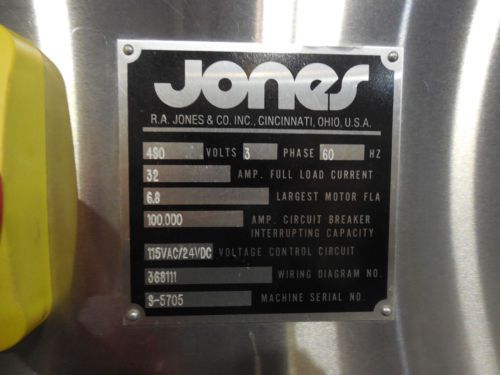 Jones
R.A. JONES & CO. INC., CINCINNATI, OHIO, U.S.A.
480 VOLTS 3 PHASE 60 HZ
32 AMP. FULL LOAD CURRENT
6.8 LARGEST MOTOR FLA
100,000 AMP. CIRCUIT BREAKER
INTERRUPTING CAPACITY
115VAC/24VDC VOLTAGE CONTROL CIRCUIT
368111 WIRING DIAGRAM NO.
S-5705 MACHINE SERIAL NO.